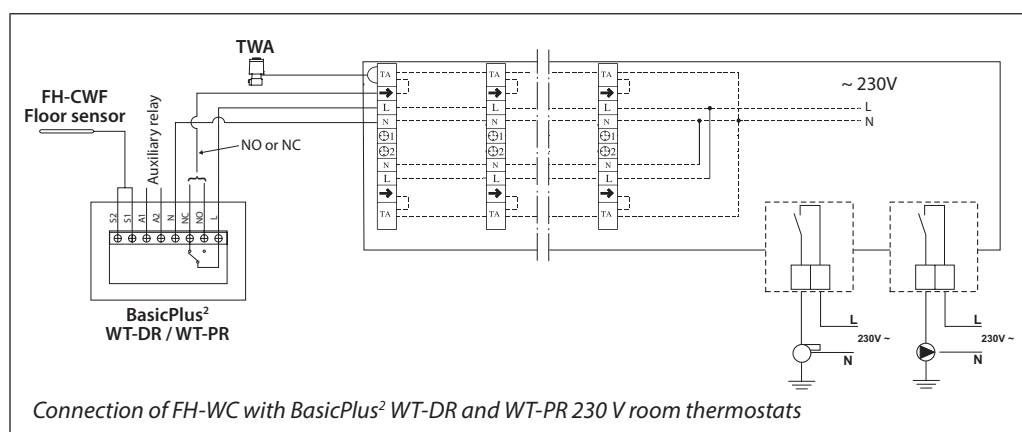 TWA
FH-CWF
Floor sensor
Auxiliary relay
NO or NC
S2 S1 A1 A2 N NC NO L
BasicPlus²
WT-DR / WT-PR
TA TA TA
L L L
N N N
1 1 1
2 2 2
N N N
L L L
TA TA TA
~ 230V
L
N
L L
230V ~ 230V ~
N N
Connection of FH-WC with BasicPlus² WT-DR and WT-PR 230 V room thermostats